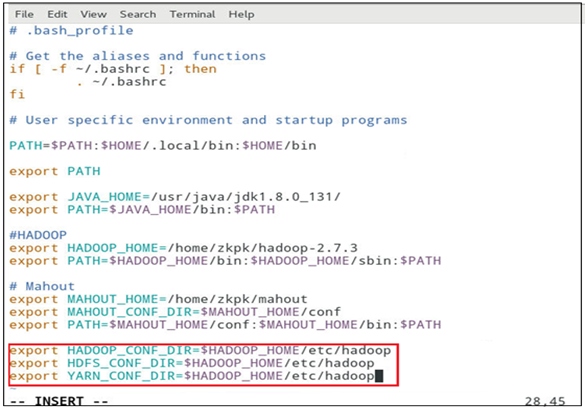 File Edit View Search Terminal Help
# .bash_profile
# Get the aliases and functions
if [ -f ~/.bashrc ]; then
. ~/.bashrc
fi
# User specific environment and startup programs
PATH=$PATH:$HOME/.local/bin:$HOME/bin
export PATH
export JAVA_HOME=/usr/java/jdk1.8.0_131/
export PATH=$JAVA_HOME/bin:$PATH
#HADOOP
export HADOOP_HOME=/home/zkpk/hadoop-2.7.3
export PATH=$HADOOP_HOME/bin:$HADOOP_HOME/sbin:$PATH
# Mahout
export MAHOUT_HOME=/home/zkpk/mahout
export MAHOUT_CONF_DIR=$MAHOUT_HOME/conf
export PATH=$MAHOUT_HOME/conf:$MAHOUT_HOME/bin:$PATH
export HADOOP_CONF_DIR=$HADOOP_HOME/etc/hadoop
export HDFS_CONF_DIR=$HADOOP_HOME/etc/hadoop
export YARN_CONF_DIR=$HADOOP_HOME/etc/hadoop
~
-- INSERT -- 28,45